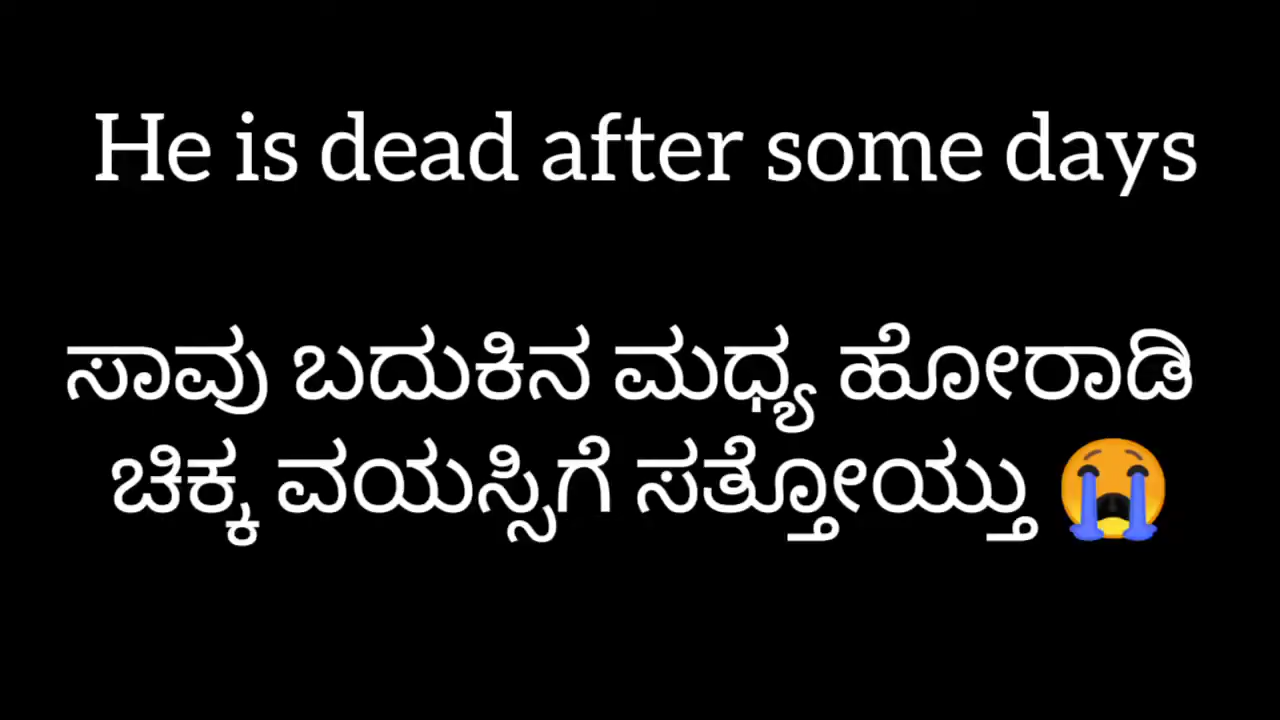 He is dead after some days
ಸಾವು ಬದುಕಿನ ಮಧ್ಯ ಹೋರಾಡಿ
ಚಿಕ್ಕ ವಯಸ್ಸಿಗೆ ಸತ್ತೋಯ್ತು 😭